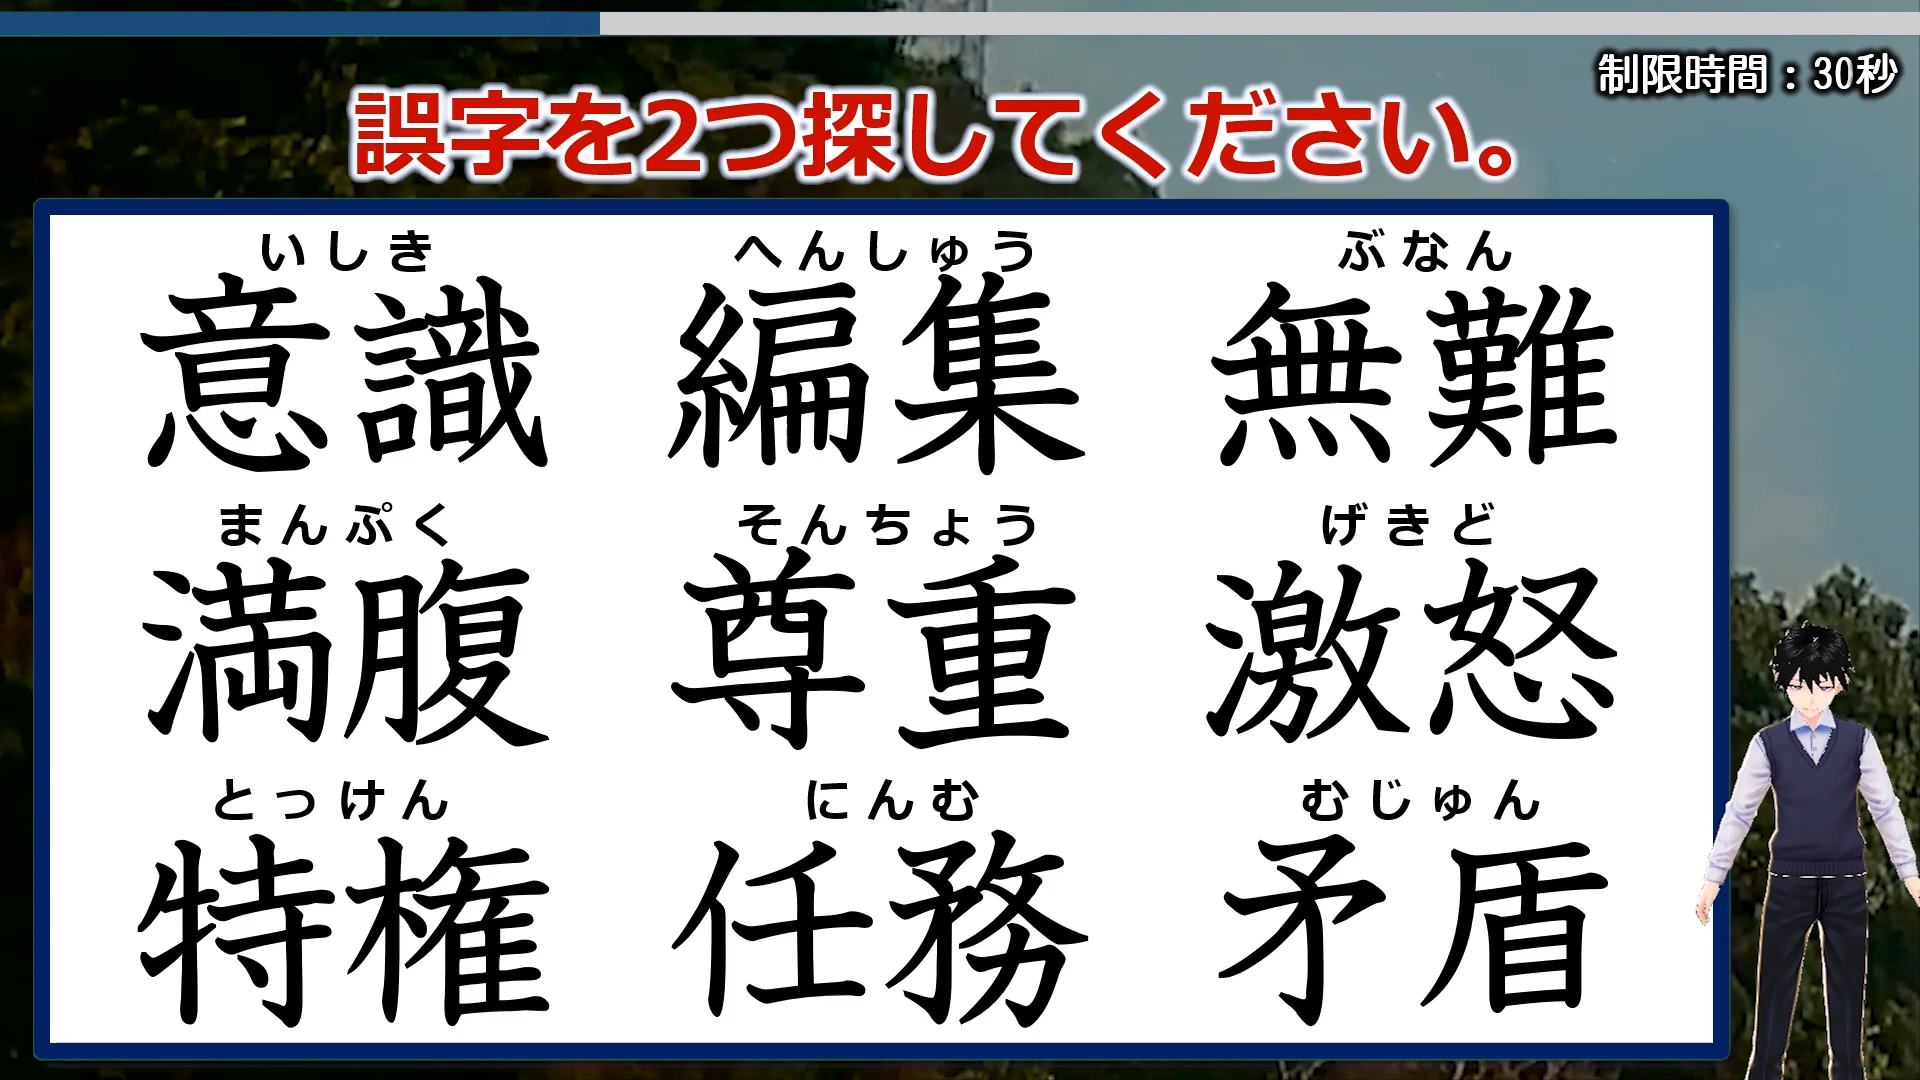 制限時間：30秒
誤字を2つ探してください。
いしき へんしゅう ぶなん
意識 編集 無難
まんぷく そんちょう げきど
満腹 尊重 激怒
とっけん にんむ むじゅん
特権 任務 矛盾